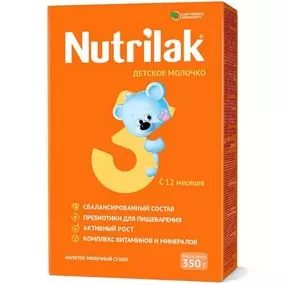 Nutrilak®
ДЕТСКОЕ МОЛОЧКО
3
С 12 месяцев
СБАЛАНСИРОВАННЫЙ СОСТАВ
ПРЕБИОТИКИ ДЛЯ ПИЩЕВАРЕНИЯ
АКТИВНЫЙ РОСТ
КОМПЛЕКС ВИТАМИНОВ И МИНЕРАЛОВ
НАПИТОК МОЛОЧНЫЙ СУХОЙ
350 г